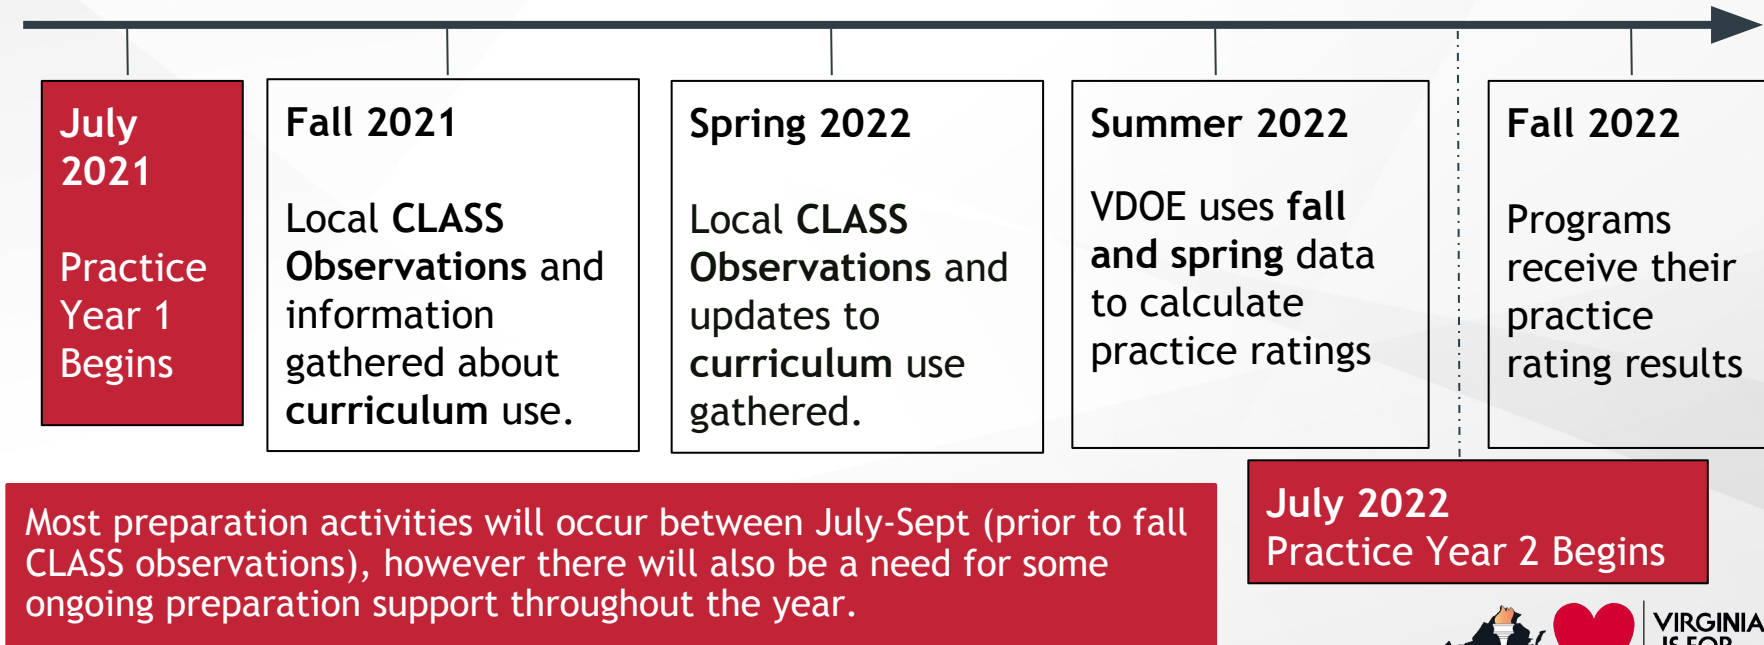 July
2021
Practice
Year 1
Begins
Fall 2021
Local CLASS
Observations and
information
gathered about
curriculum use.
Spring 2022
Local CLASS
Observations and
updates to
curriculum use
gathered.
Summer 2022
VDOE uses fall
and spring data
to calculate
practice ratings
Fall 2022
Programs
receive their
practice
rating results
July 2022
Practice Year 2 Begins
Most preparation activities will occur between July-Sept (prior to fall
CLASS observations), however there will also be a need for some
ongoing preparation support throughout the year.
VIRGINIA
IS FOR